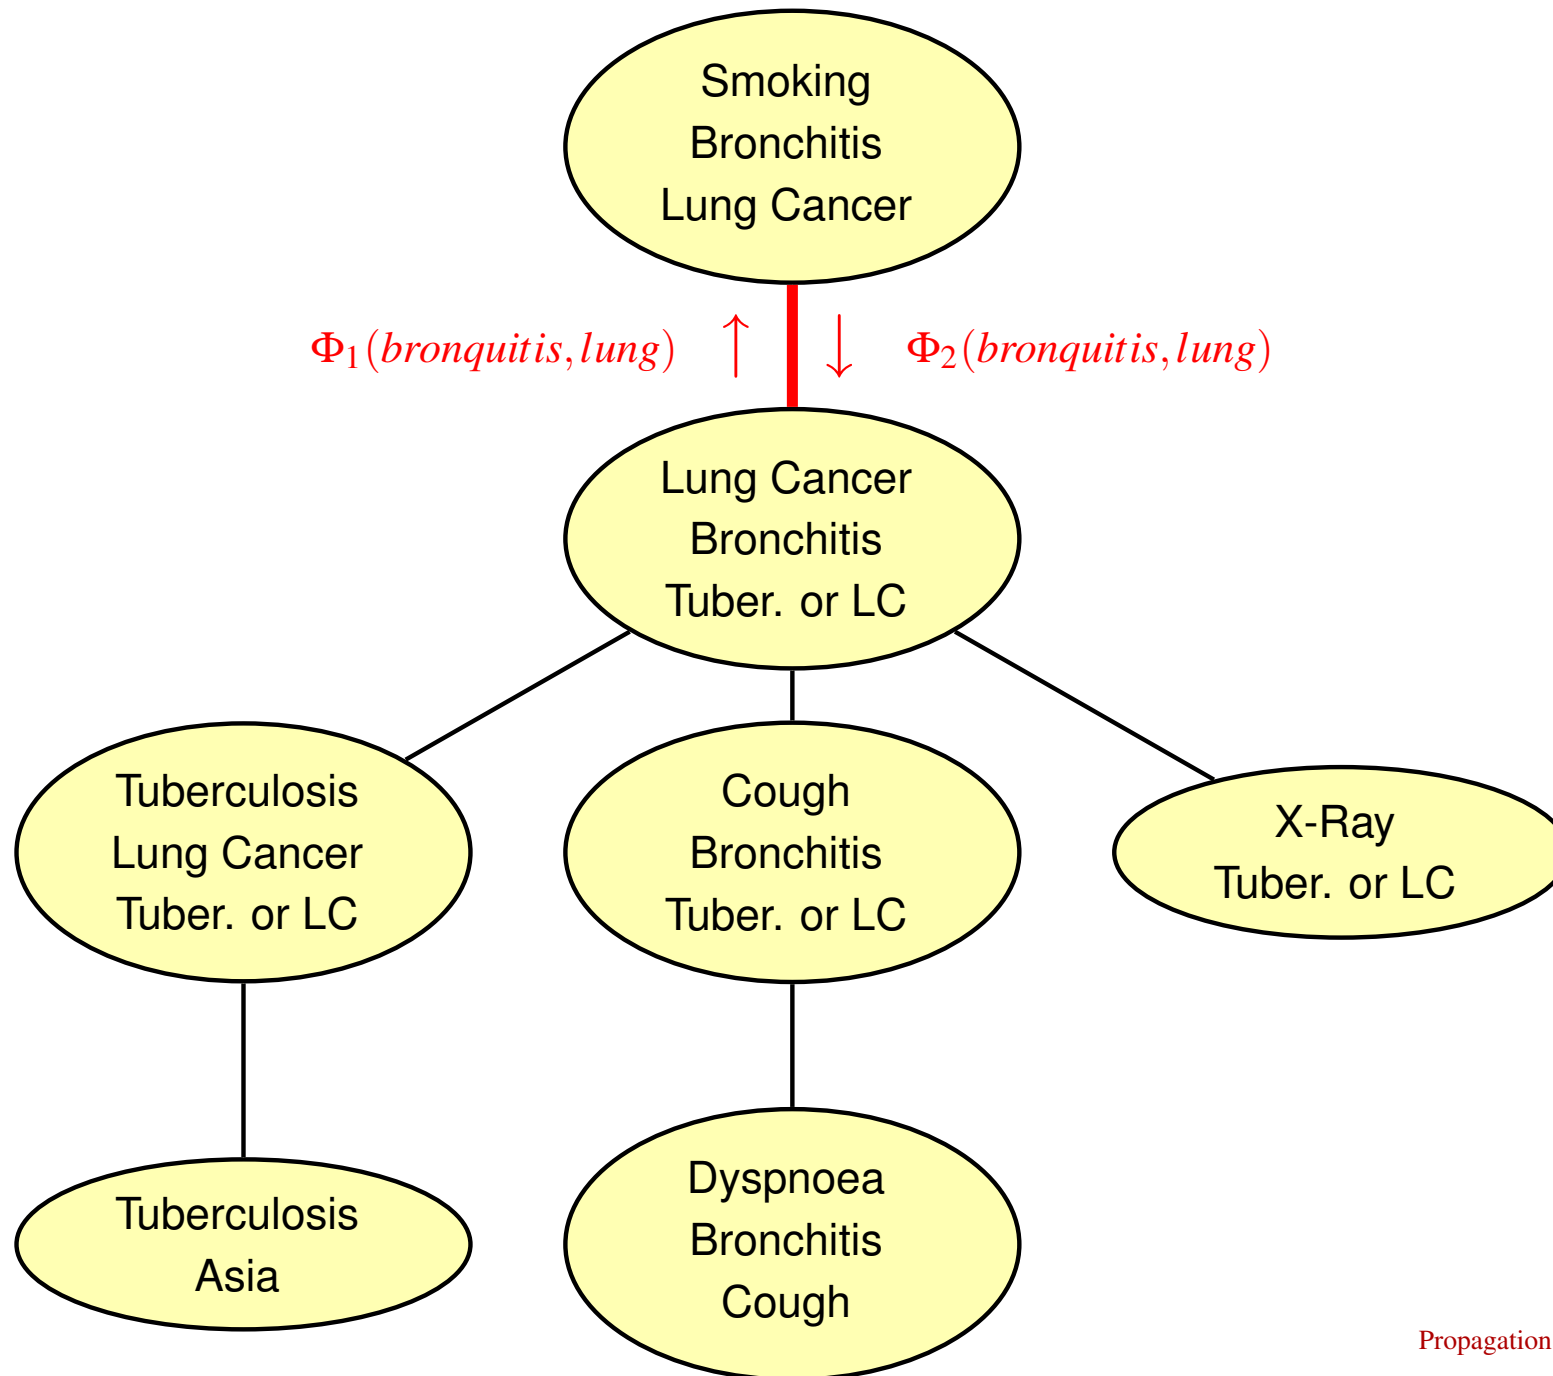 Smoking
Bronchitis
Lung Cancer
Φ₁(bronquitis, lung) ↑ ↓ Φ₂(bronquitis, lung)
Lung Cancer
Bronchitis
Tuber. or LC
Tuberculosis
Lung Cancer
Tuber. or LC
Cough
Bronchitis
Tuber. or LC
X-Ray
Tuber. or LC
Tuberculosis
Asia
Dyspnoea
Bronchitis
Cough
Propagation